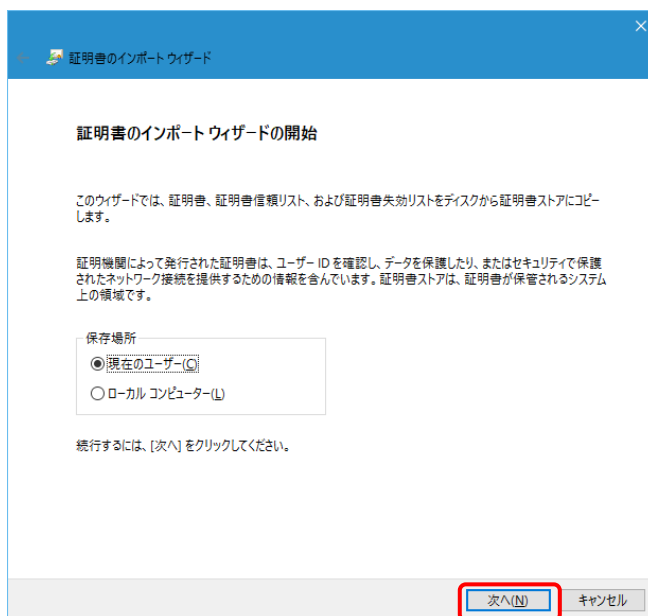 証明書のインポート ウィザード
証明書のインポート ウィザードの開始
このウィザードでは、証明書、証明書信頼リスト、および証明書失効リストをディスクから証明書ストアにコピー
します。
証明機関によって発行された証明書は、ユーザー ID を確認し、データを保護したり、またはセキュリティで保護
されたネットワーク接続を提供するための情報を含んでいます。証明書ストアは、証明書が保管されるシステム
上の領域です。
保存場所
現在のユーザー(C)
ローカル コンピューター(L)
続行するには、[次へ] をクリックしてください。
次へ(N) キャンセル